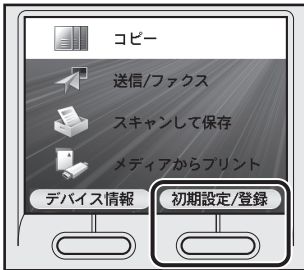 コピー
送信/ファクス
スキャンして保存
メディアからプリント
デバイス情報 初期設定/登録